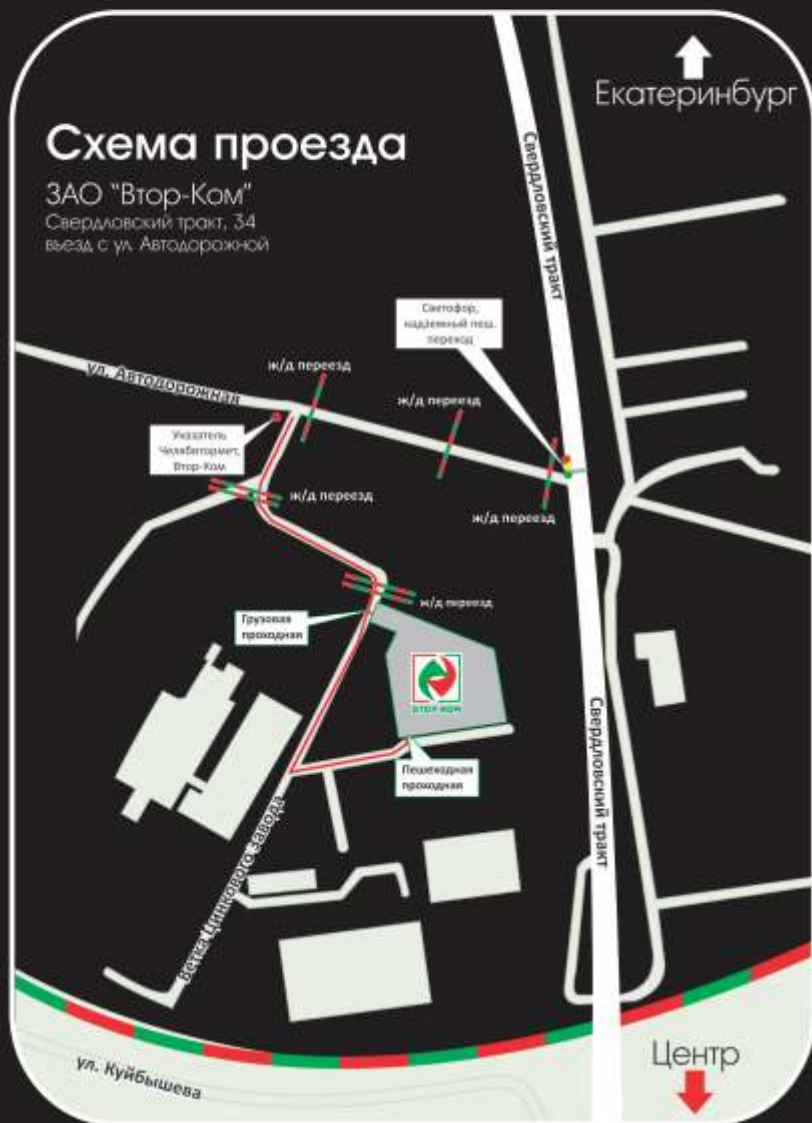 Екатеринбург
Схема проезда
ЗАО "Втор-Ком"
Свердловский тракт, 34
въезд с ул. Автодорожной
Свердловский тракт
Светофор,
надземный пеш.
переход
ул. Автодорожная
ж/д переезд
ж/д переезд
Указатель
Челябвтормет,
Втор-Ком
ж/д переезд
ж/д переезд
ж/д переезд
Грузовая
проходная
ВТОР-КОМ
Свердловский тракт
Пешеходная
проходная
Ветка Цинкового Завода
Центр
ул. Куйбышева